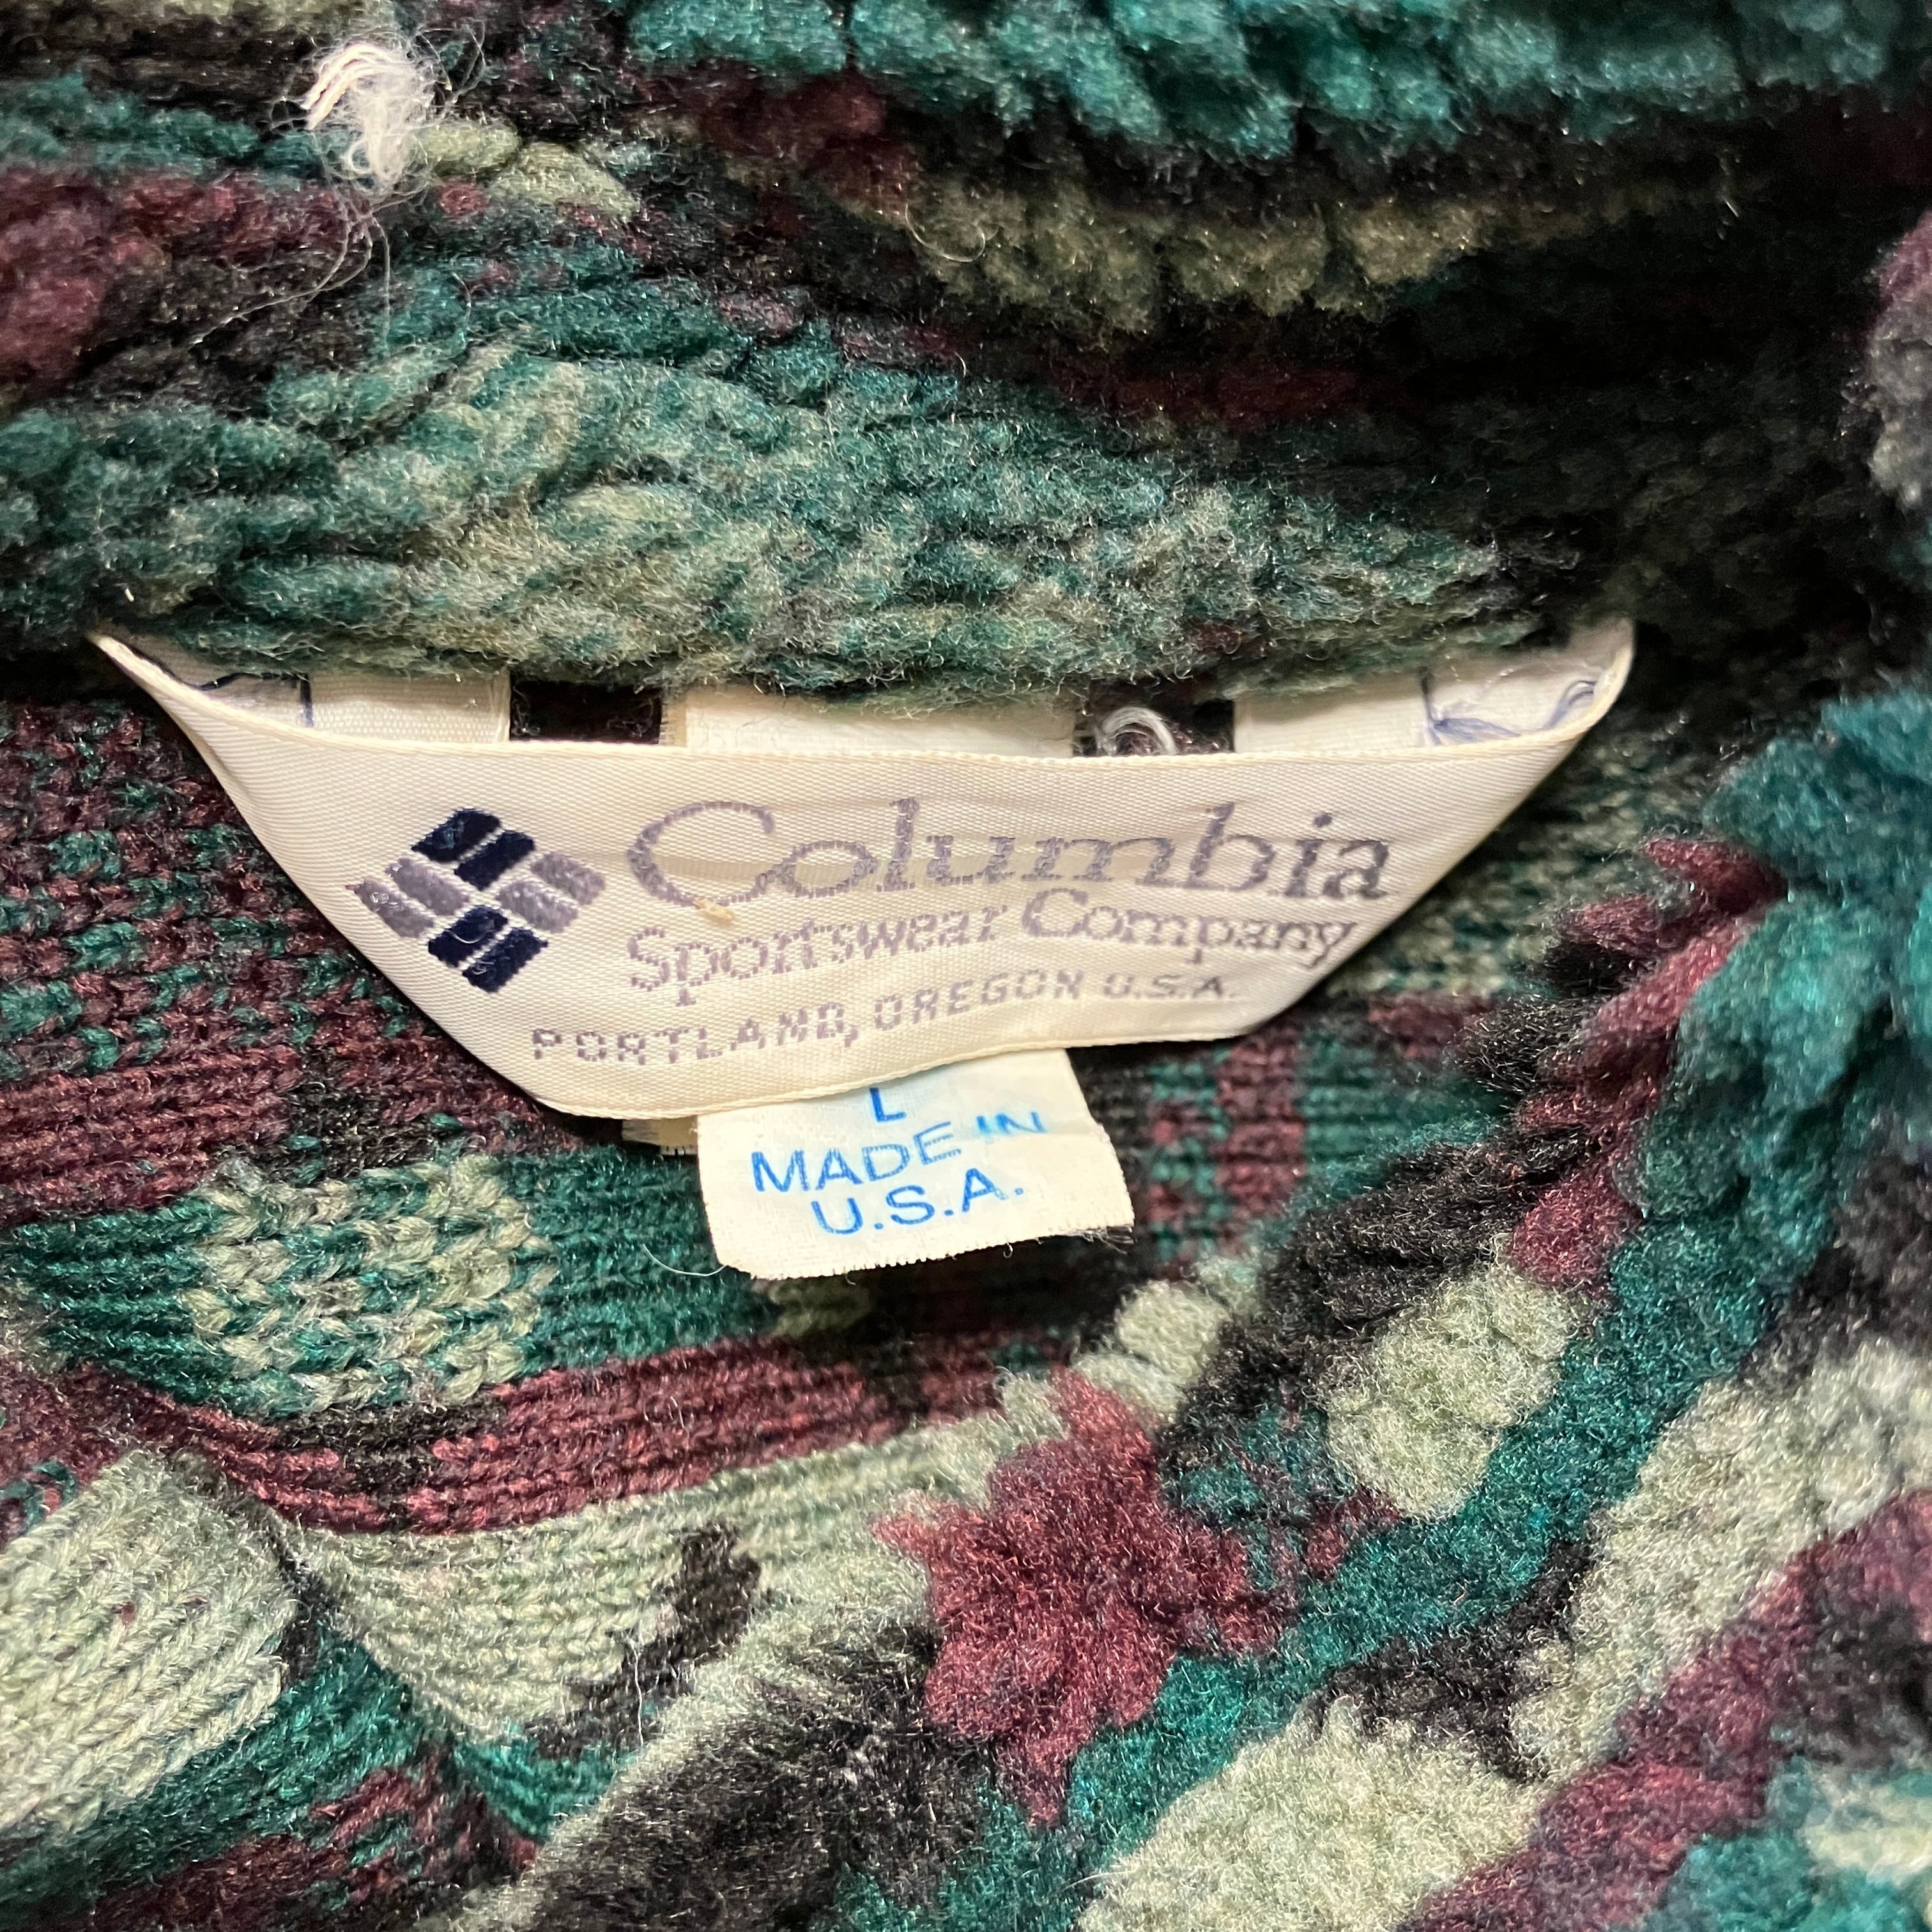 Columbia
Sportswear Company
PORTLAND, OREGON U.S.A.
L
MADE IN
U.S.A.